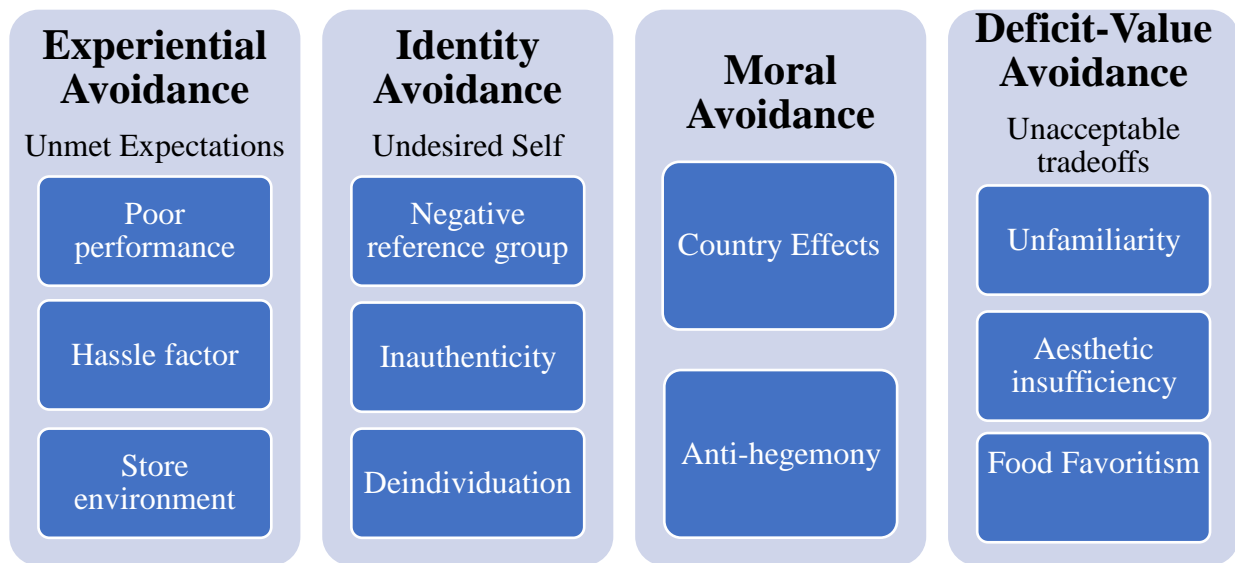 Experiential
Avoidance
Unmet Expectations
Poor
performance
Hassle factor
Store
environment
Identity
Avoidance
Undesired Self
Negative
reference group
Inauthenticity
Deindividuation
Moral
Avoidance
Country Effects
Anti-hegemony
Deficit-Value
Avoidance
Unacceptable
tradeoffs
Unfamiliarity
Aesthetic
insufficiency
Food Favoritism